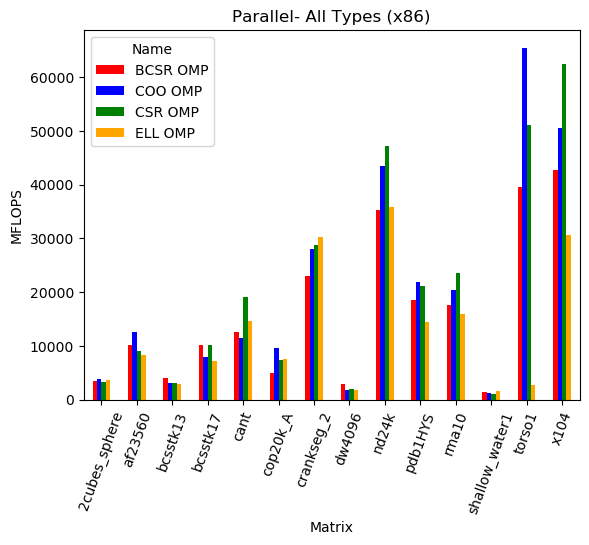 Parallel- All Types (x86)
Name
BCSR OMP
COO OMP
CSR OMP
ELL OMP
MFLOPS
60000
50000
40000
30000
20000
10000
0
2cubes_sphere
af23560
bcsstk13
bcsstk17
cant
cop20k_A
crankseg_2
dw4096
nd24k
pdb1HYS
rma10
shallow_water1
torso1
x104
Matrix